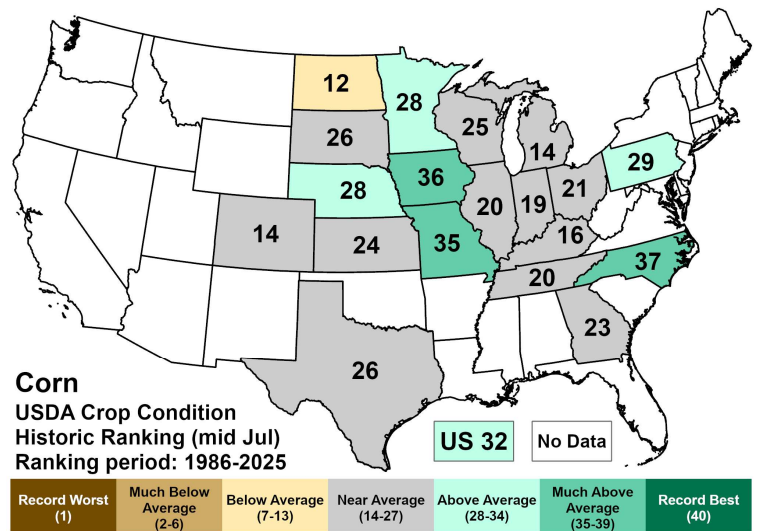 12
28
26
25
14
29
28
36
21
20
19
14
24
35
16
37
20
23
26
Corn
USDA Crop Condition
Historic Ranking (mid Jul)
Ranking period: 1986-2025
US 32
No Data
Record Worst
(1)
Much Below
Average
(2-6)
Below Average
(7-13)
Near Average
(14-27)
Above Average
(28-34)
Much Above
Average
(35-39)
Record Best
(40)